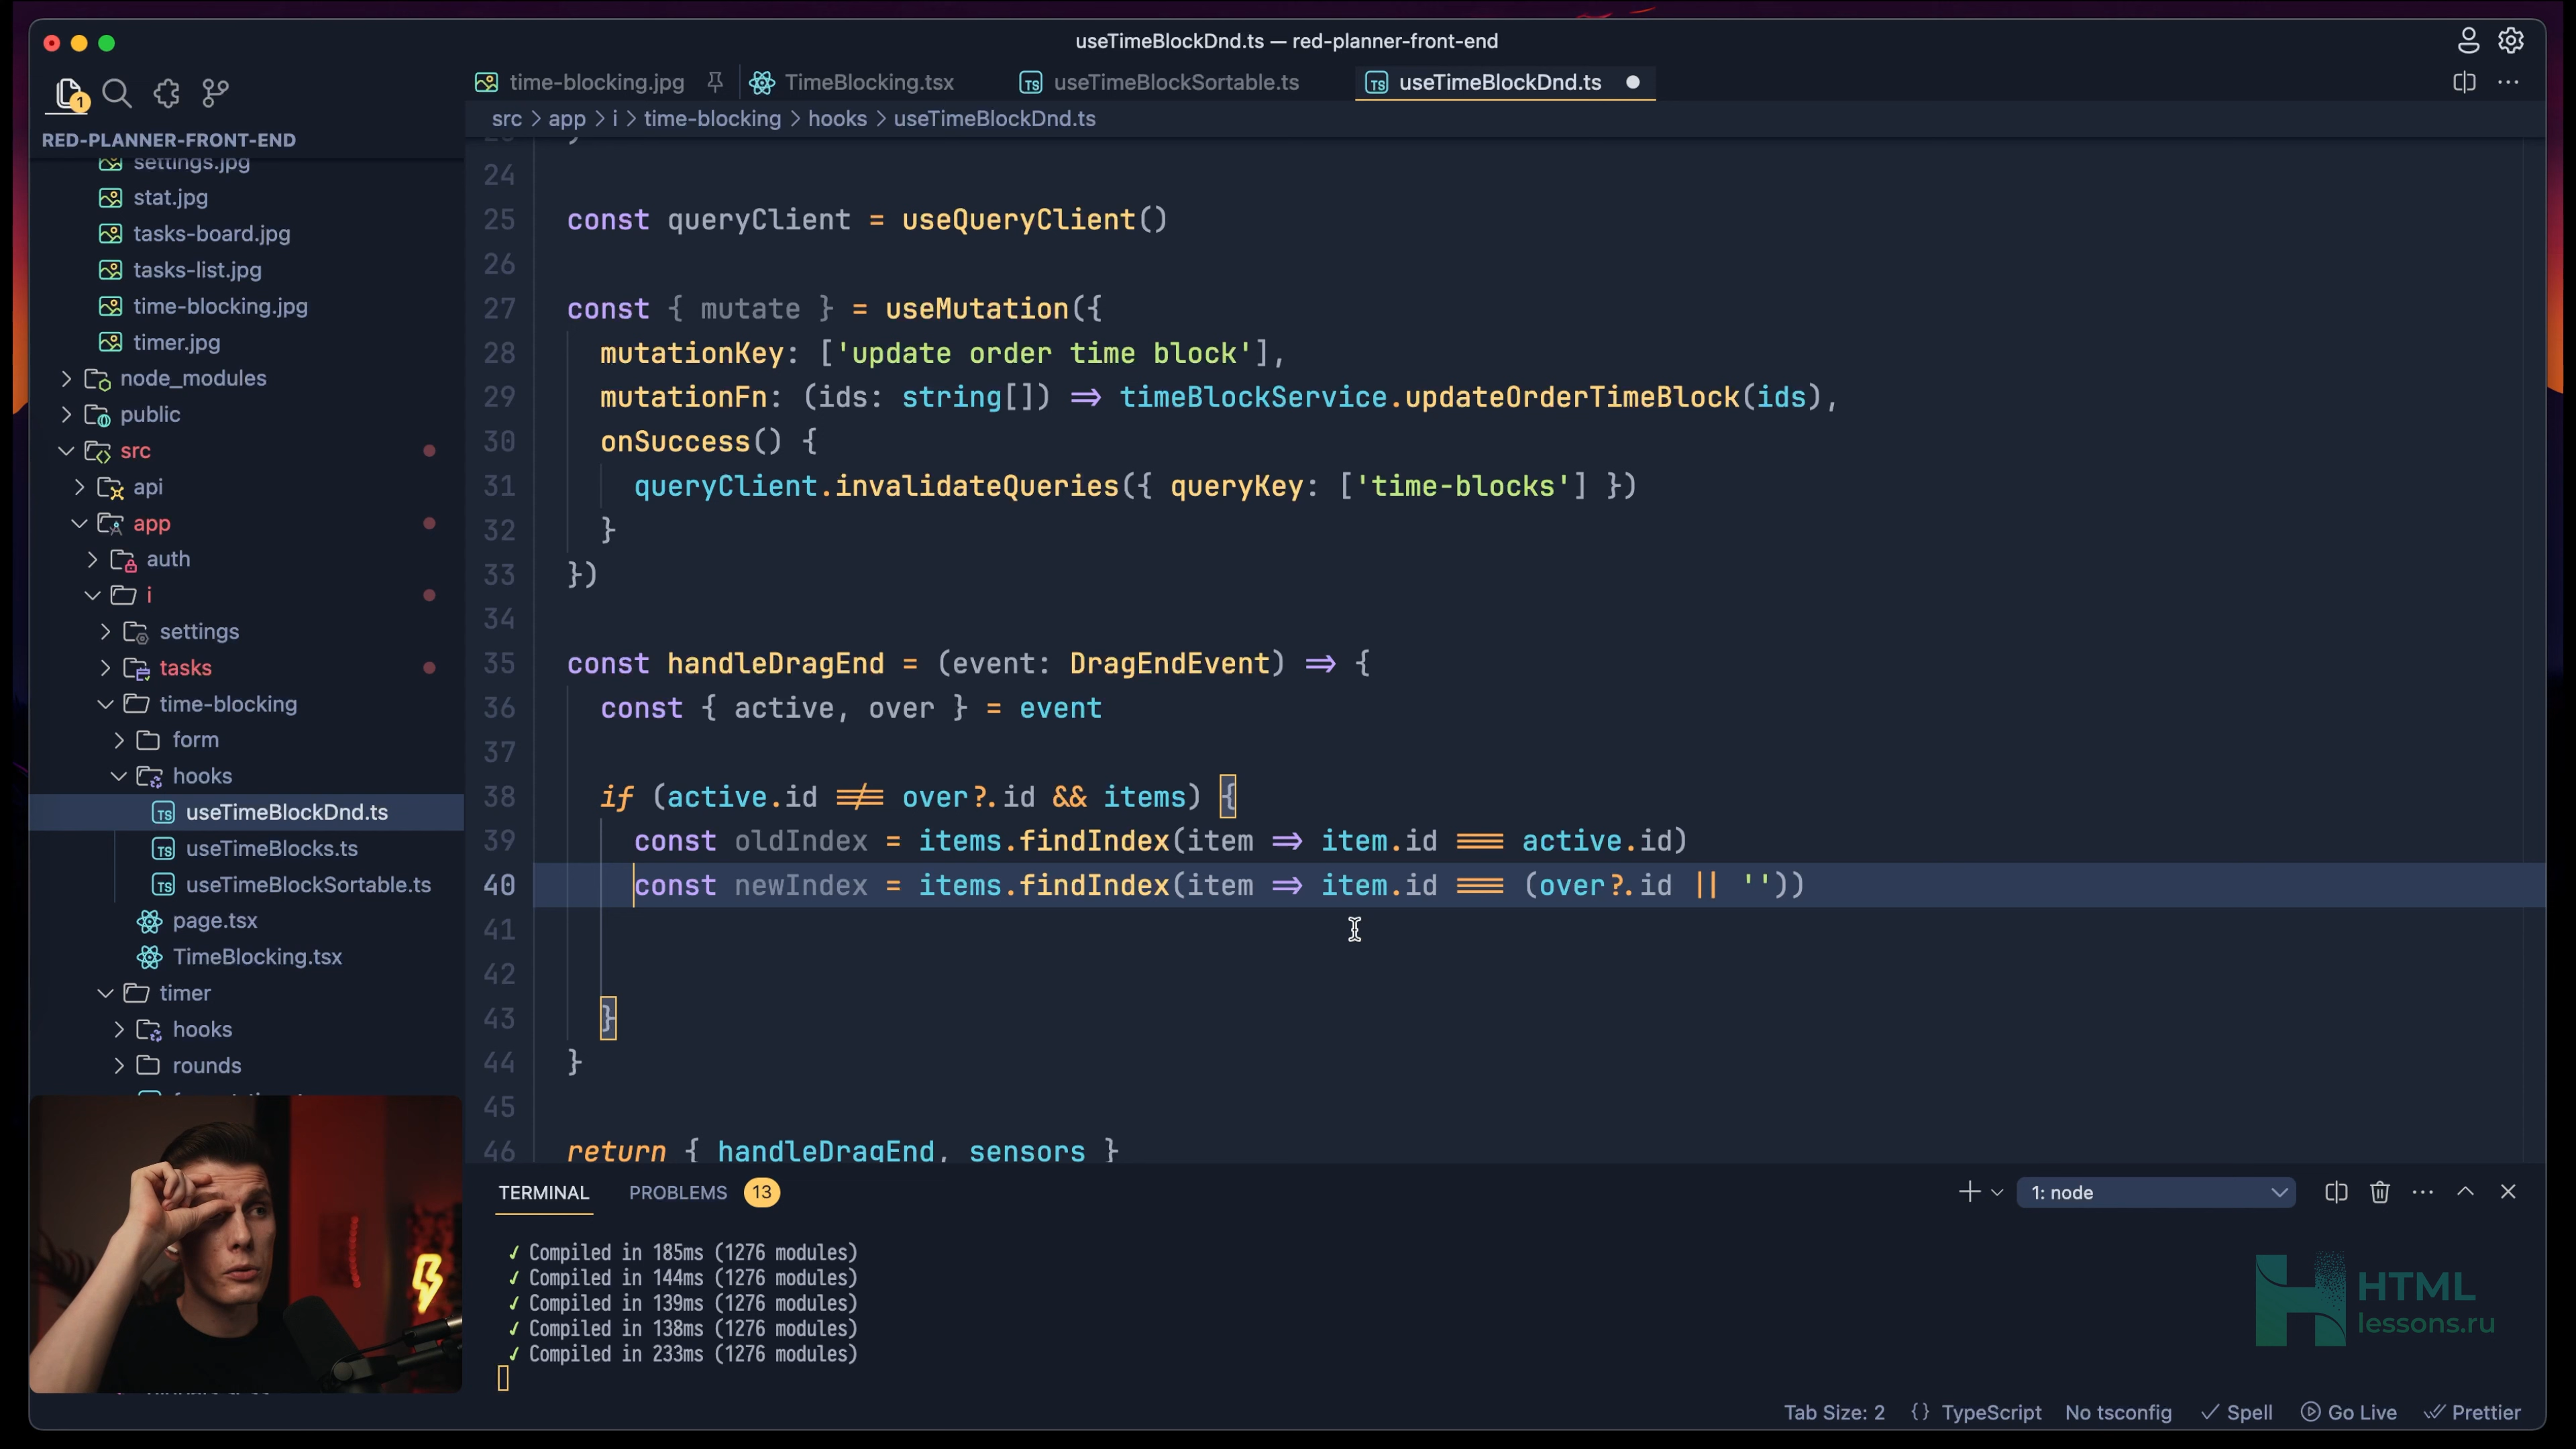 useTimeBlockDnd.ts — red-planner-front-end
1
time-blocking.jpg
TimeBlocking.tsx
useTimeBlockSortable.ts
useTimeBlockDnd.ts
src > app > i > time-blocking > hooks > useTimeBlockDnd.ts
RED-PLANNER-FRONT-END
settings.jpg
stat.jpg
tasks-board.jpg
tasks-list.jpg
time-blocking.jpg
timer.jpg
node_modules
public
src
api
app
auth
i
settings
tasks
time-blocking
form
hooks
useTimeBlockDnd.ts
useTimeBlocks.ts
useTimeBlockSortable.ts
page.tsx
TimeBlocking.tsx
timer
hooks
rounds
24
25 const queryClient = useQueryClient()
26
27 const { mutate } = useMutation({
28 mutationKey: ['update order time block'],
29 mutationFn: (ids: string[]) => timeBlockService.updateOrderTimeBlock(ids),
30 onSuccess() {
31 queryClient.invalidateQueries({ queryKey: ['time-blocks'] })
32 }
33 })
34
35 const handleDragEnd = (event: DragEndEvent) => {
36 const { active, over } = event
37
38 if (active.id !== over?.id && items) {
39 const oldIndex = items.findIndex(item => item.id === active.id)
40 const newIndex = items.findIndex(item => item.id === (over?.id || ''))
41
42
43 }
44 }
45
46 return { handleDragEnd, sensors }
TERMINAL
PROBLEMS 13
1: node
✓ Compiled in 185ms (1276 modules)
✓ Compiled in 144ms (1276 modules)
✓ Compiled in 139ms (1276 modules)
✓ Compiled in 138ms (1276 modules)
✓ Compiled in 233ms (1276 modules)
HTML
lessons.ru
Tab Size: 2 {} TypeScript No tsconfig ✓ Spell Go Live Prettier